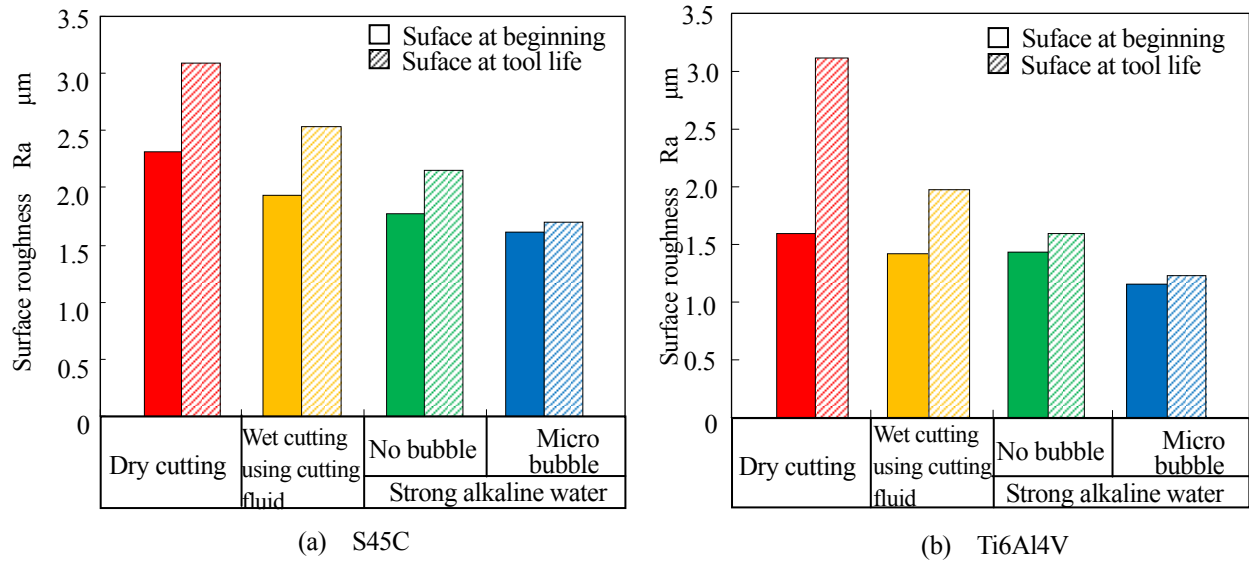 3.5
3.0
2.5
2.0
1.5
1.0
0.5
0
Surface roughness Ra μm
Suface at beginning
Suface at tool life
Dry cutting
Wet cutting
using cutting
fluid
No bubble
Micro
bubble
Strong alkaline water
(a) S45C
3.5
3.0
2.5
2.0
1.5
1.0
0.5
0
Surface roughness Ra μm
Suface at beginning
Suface at tool life
Dry cutting
Wet cutting
using cutting
fluid
No bubble
Micro
bubble
Strong alkaline water
(b) Ti6Al4V